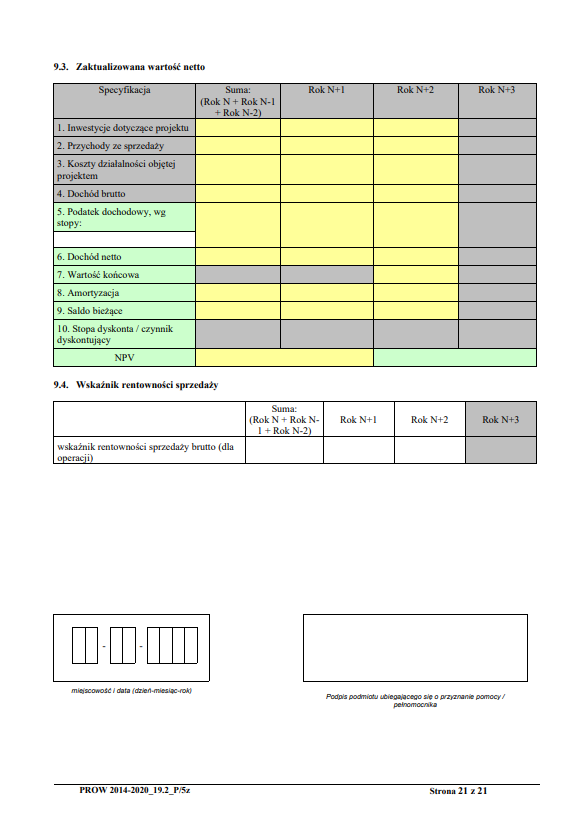 9.3. Zaktualizowana wartość netto
Specyfikacja
Suma:
(Rok N + Rok N-1
+ Rok N-2)
Rok N+1
Rok N+2
Rok N+3
1. Inwestycje dotyczące projektu
2. Przychody ze sprzedaży
3. Koszty działalności objętej
projektem
4. Dochód brutto
5. Podatek dochodowy, wg
stopy:
6. Dochód netto
7. Wartość końcowa
8. Amortyzacja
9. Saldo bieżące
10. Stopa dyskonta / czynnik
dyskontujący
NPV
9.4. Wskaźnik rentowności sprzedaży
Suma:
(Rok N + Rok N-
1 + Rok N-2)
Rok N+1
Rok N+2
Rok N+3
wskaźnik rentowności sprzedaży brutto (dla
operacji)
- -
miejscowość i data (dzień-miesiąc-rok)
Podpis podmiotu ubiegającego się o przyznanie pomocy /
pełnomocnika
PROW 2014-2020_19.2_P/5z
Strona 21 z 21